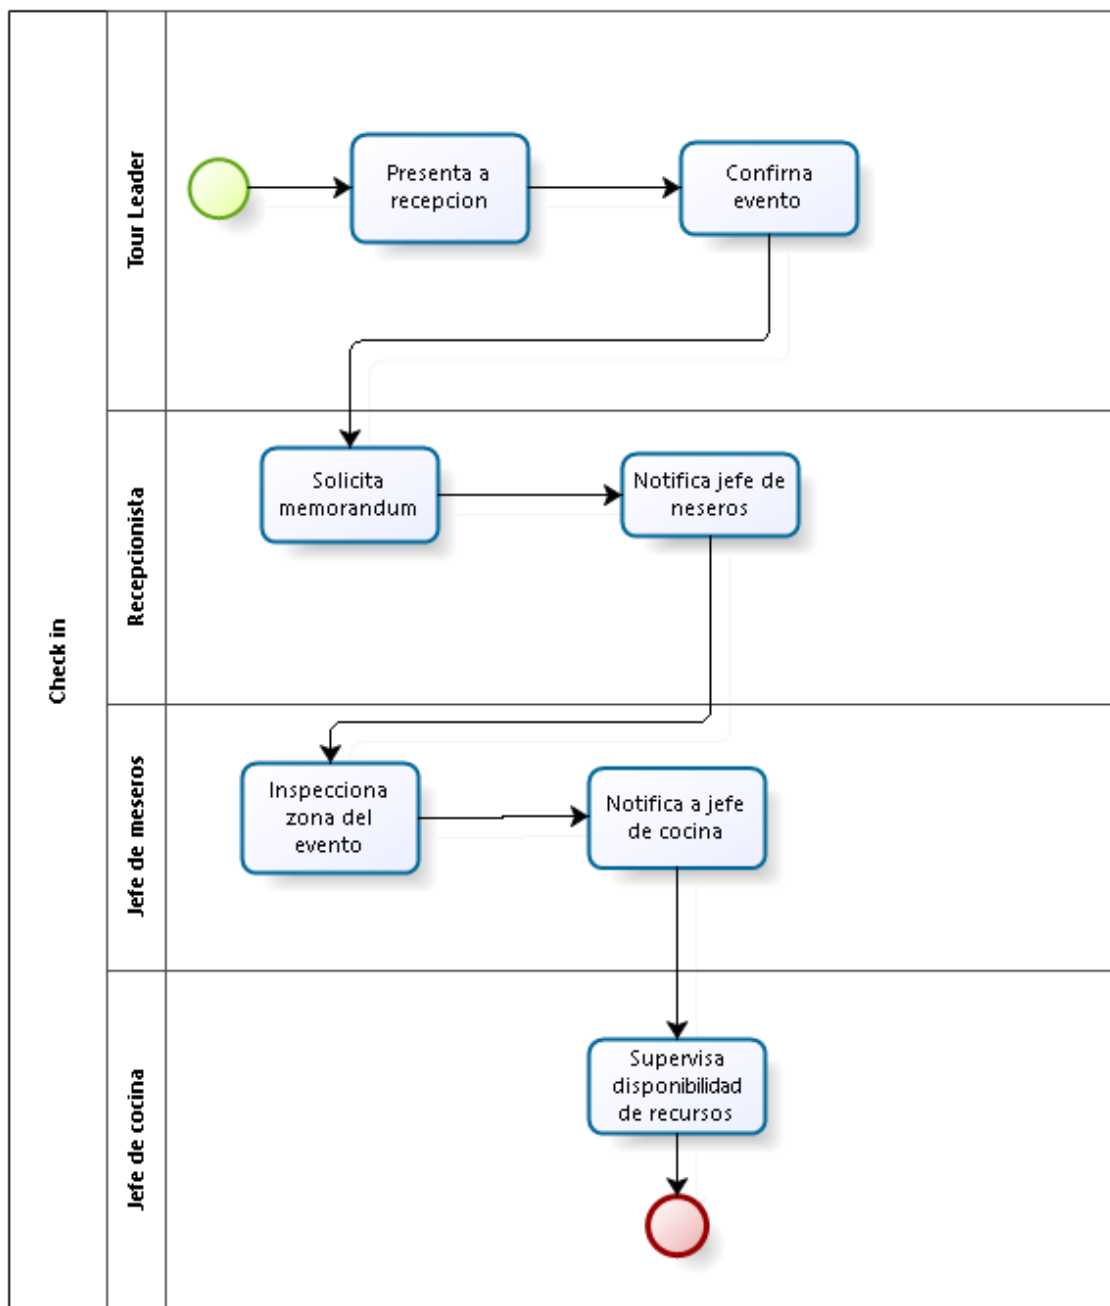 Check in
Tour Leader
Presenta a
recepcion
Confirna
evento
Recepcionista
Solicita
memorandum
Notifica jefe de
neseros
Jefe de meseros
Inspecciona
zona del
evento
Notifica a jefe
de cocina
Jefe de cocina
Supervisa
disponibilidad
de recursos